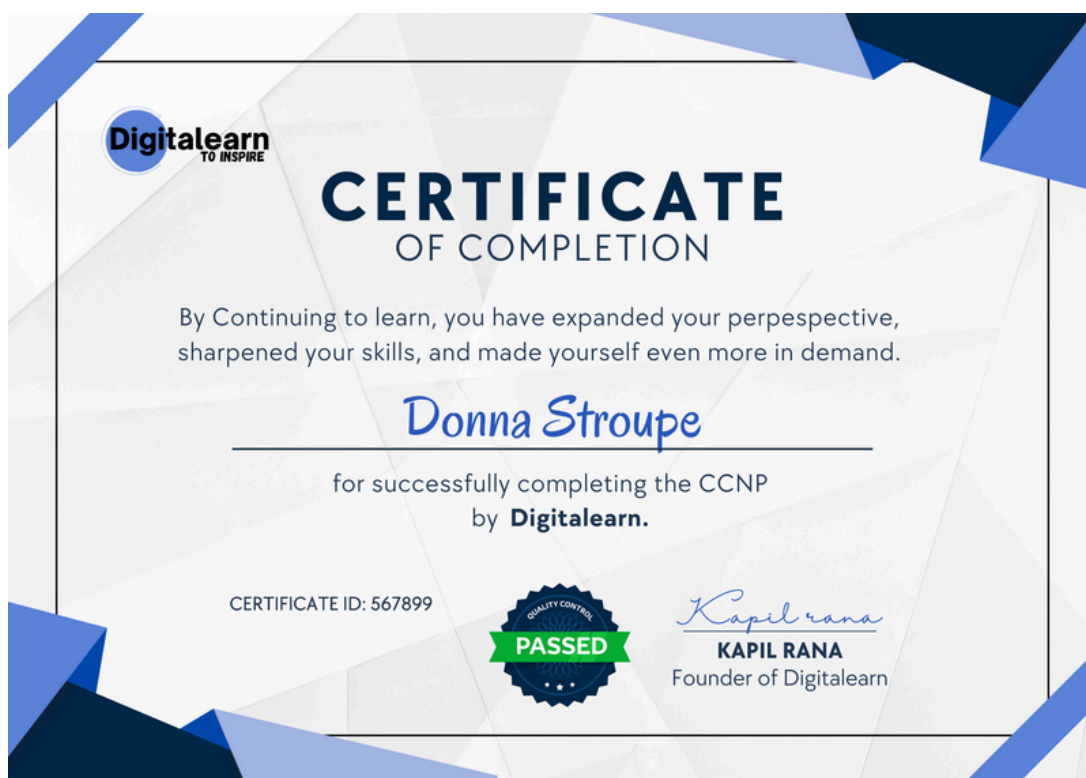 Digitalearn
TO INSPIRE
CERTIFICATE
OF COMPLETION
By Continuing to learn, you have expanded your perpespective,
sharpened your skills, and made yourself even more in demand.
Donna Stroupe
for successfully completing the CCNP
by Digitalearn.
CERTIFICATE ID: 567899
QUALITY CONTROL
PASSED
Kapil rana
KAPIL RANA
Founder of Digitalearn